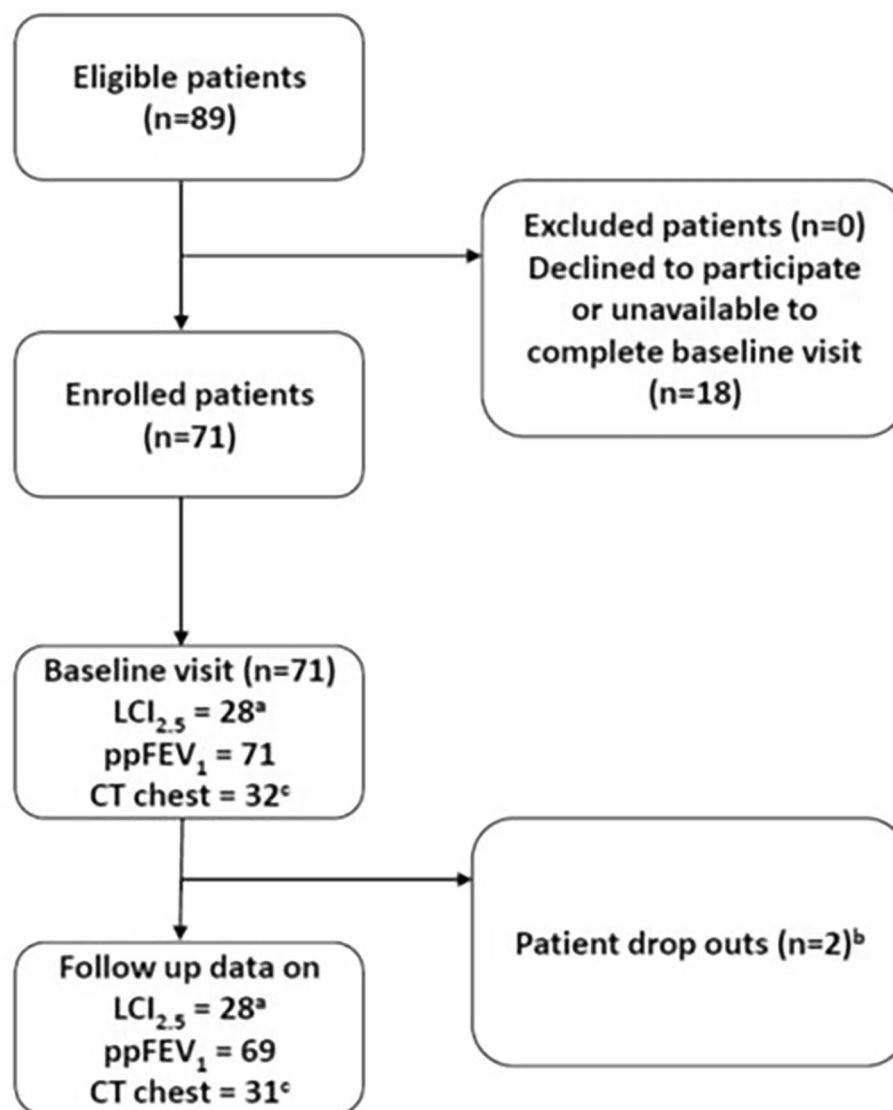 Eligible patients
(n=89)
Excluded patients (n=0)
Declined to participate
or unavailable to
complete baseline visit
(n=18)
Enrolled patients
(n=71)
Baseline visit (n=71)
LCI₂.₅ = 28ᵃ
ppFEV₁ = 71
CT chest = 32ᶜ
Patient drop outs (n=2)ᵇ
Follow up data on
LCI₂.₅ = 28ᵃ
ppFEV₁ = 69
CT chest = 31ᶜ